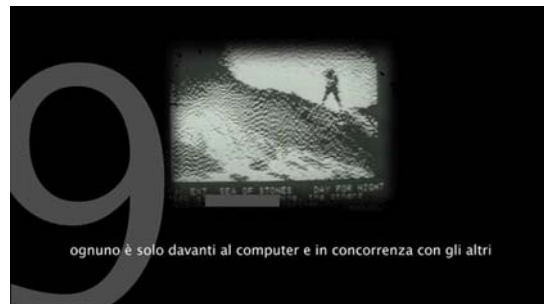 9
EXT SEA OF STONES DAY FOR NIGHT
ognuno è solo davanti al computer e in concorrenza con gli altri